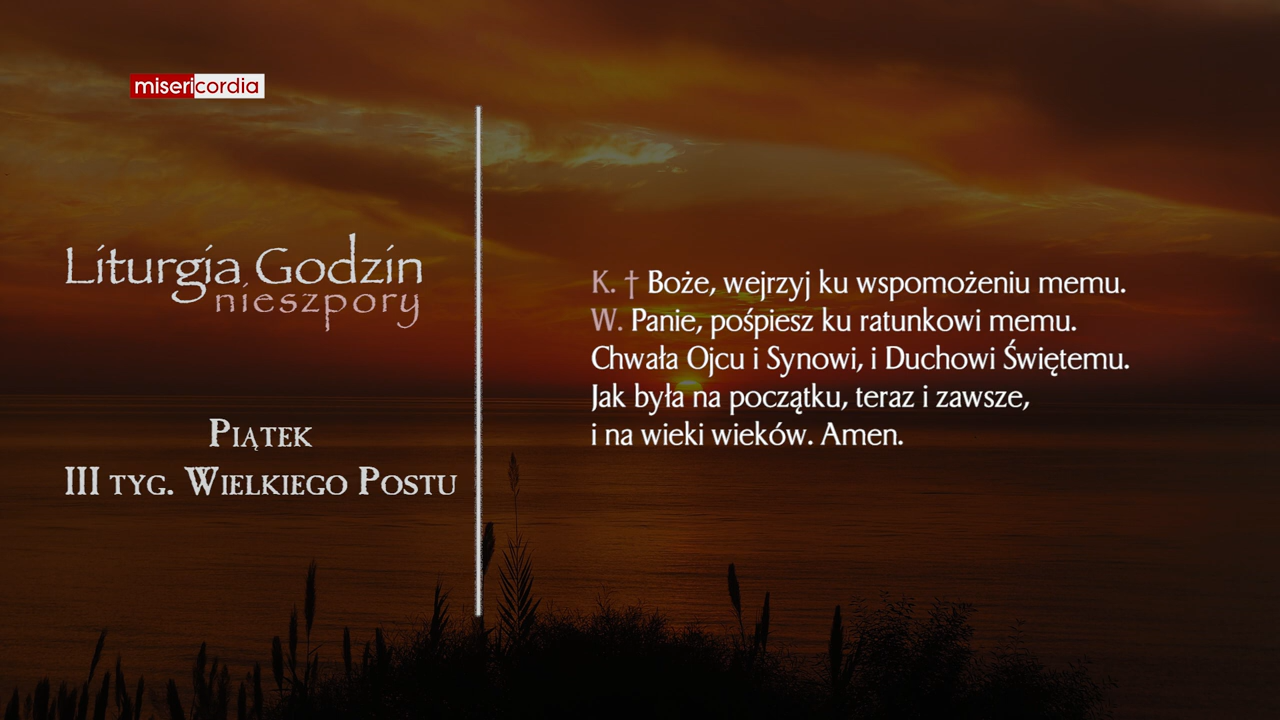 misericordia
Liturgia Godzin
nieszpory
Piątek
III tyg. Wielkiego Postu
K. † Boże, wejrzyj ku wspomożeniu memu.
W. Panie, pośpiesz ku ratunkowi memu.
Chwała Ojcu i Synowi, i Duchowi Świętemu.
Jak była na początku, teraz i zawsze,
i na wieki wieków. Amen.